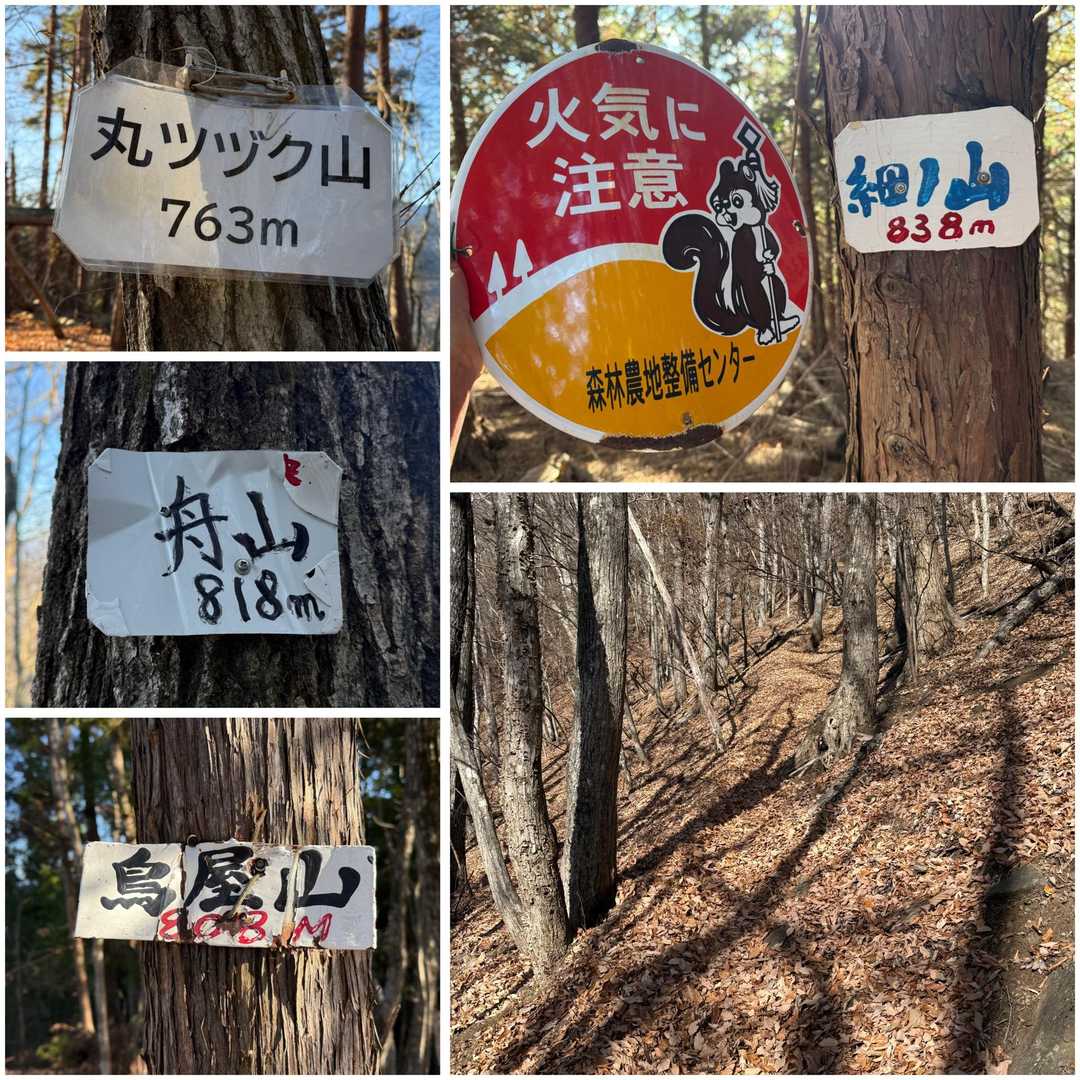 丸ツヅク山
763m
火気に
注意
森林農地整備センター
細ノ山
838m
舟山
818m
鳥屋山
808M